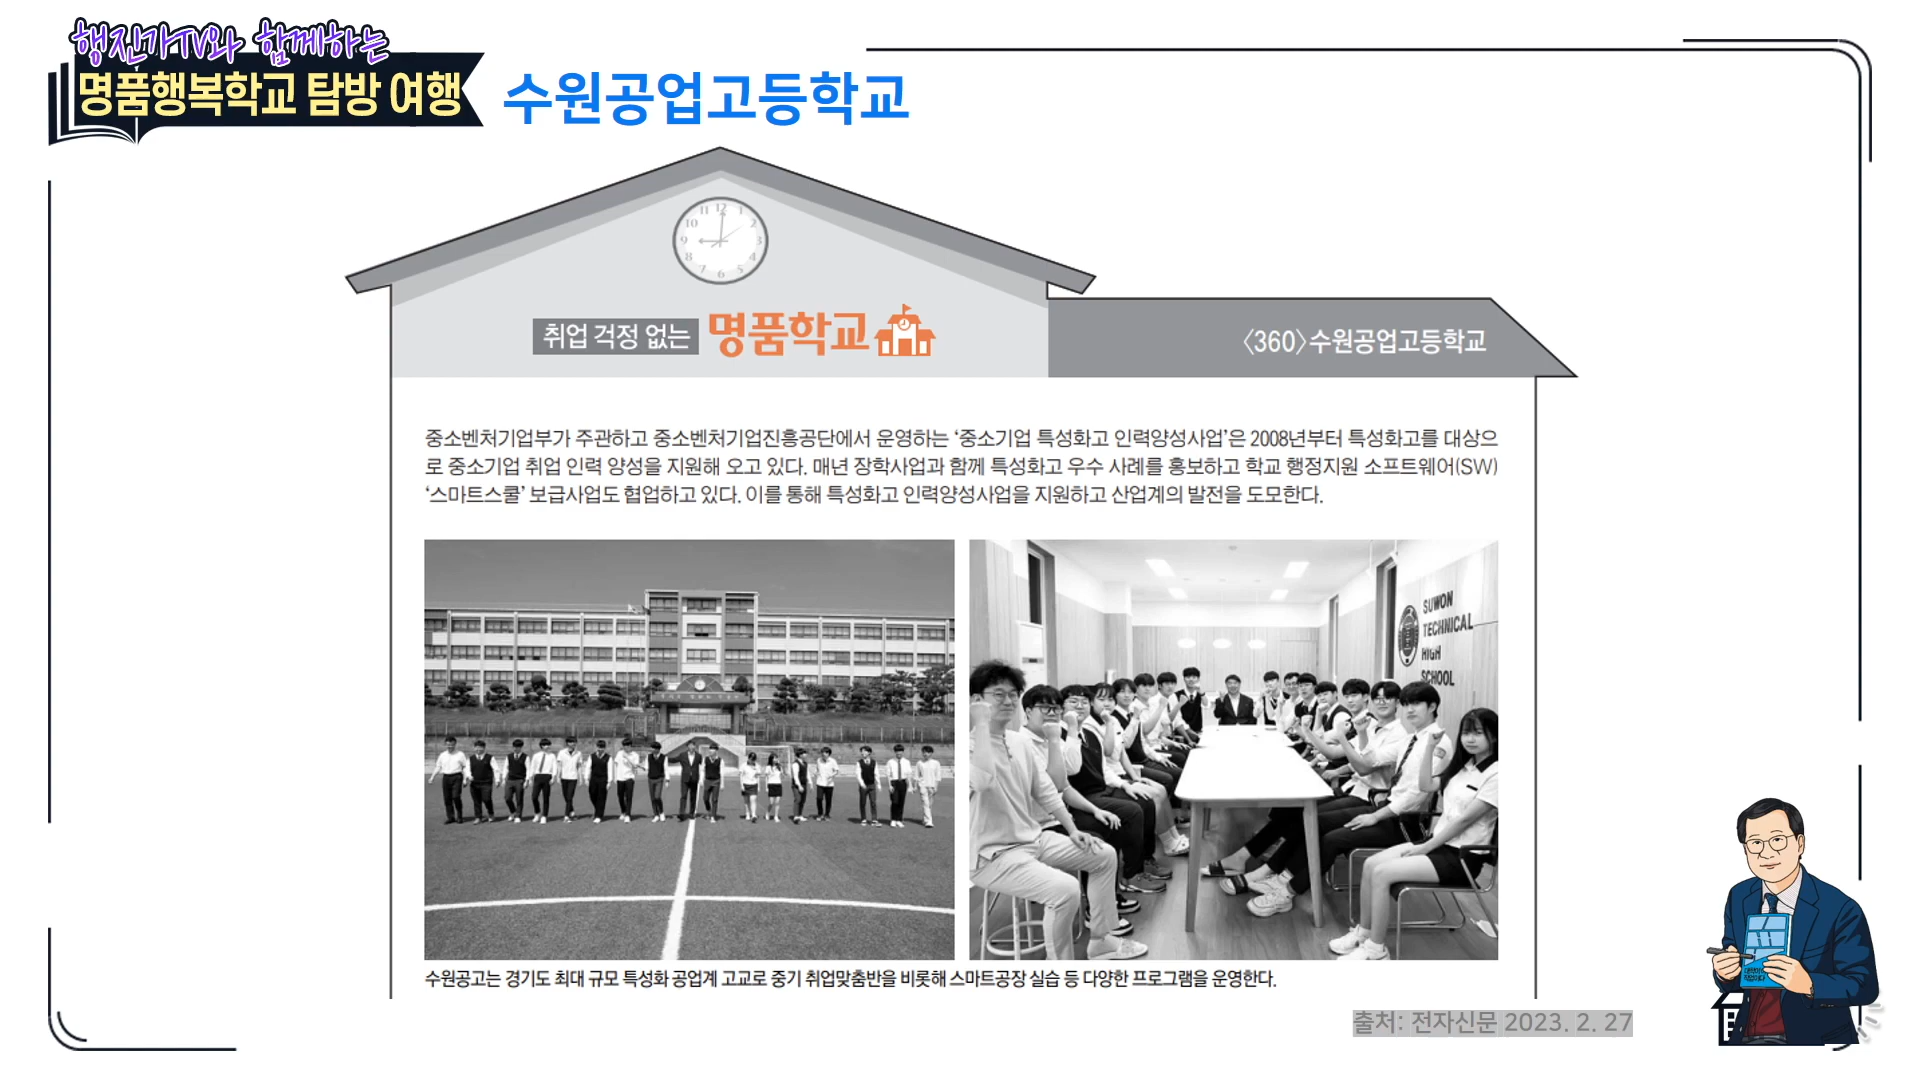 행진가TV와 함께하는
명품행복학교 탐방 여행
수원공업고등학교
12
11 1
10 2
9 3
8 4
7 5
6
취업 걱정 없는 명품학교
〈360〉수원공업고등학교
중소벤처기업부가 주관하고 중소벤처기업진흥공단에서 운영하는 ‘중소기업 특성화고 인력양성사업’은 2008년부터 특성화고를 대상으
로 중소기업 취업 인력 양성을 지원해 오고 있다. 매년 장학사업과 함께 특성화고 우수 사례를 홍보하고 학교 행정지원 소프트웨어(SW)
‘스마트스쿨’ 보급사업도 협업하고 있다. 이를 통해 특성화고 인력양성사업을 지원하고 산업계의 발전을 도모한다.
SUWON
TECHNICAL
HIGH
SCHOOL
수원공고는 경기도 최대 규모 특성화 공업계 고교로 중기 취업맞춤반을 비롯해 스마트공장 실습 등 다양한 프로그램을 운영한다.
출처: 전자신문 2023. 2. 27